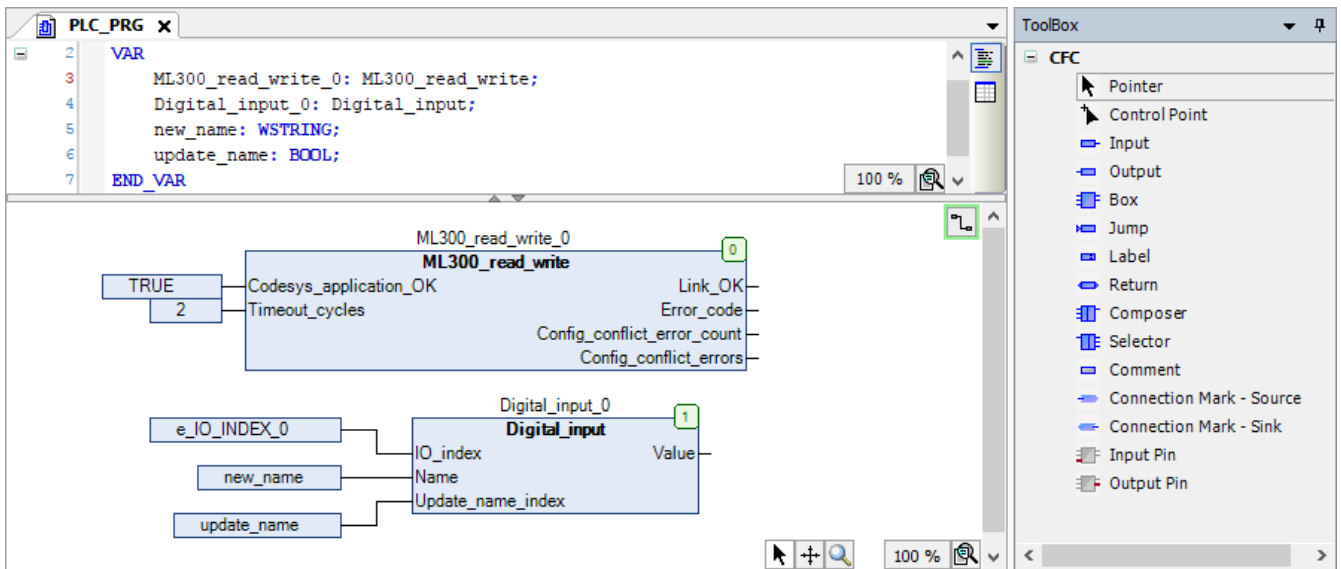 PLC_PRG
ToolBox
2 VAR
3 ML300_read_write_0: ML300_read_write;
4 Digital_input_0: Digital_input;
5 new_name: WSTRING;
6 update_name: BOOL;
7 END_VAR
100 %
ML300_read_write_0
0
ML300_read_write
TRUE Codesys_application_OK Link_OK
2 Timeout_cycles Error_code
Config_conflict_error_count
Config_conflict_errors
Digital_input_0
1
Digital_input
e_IO_INDEX_0
IO_index Value
new_name Name
Update_name_index
update_name
100 %
CFC
Pointer
Control Point
Input
Output
Box
Jump
Label
Return
Composer
Selector
Comment
Connection Mark - Source
Connection Mark - Sink
Input Pin
Output Pin